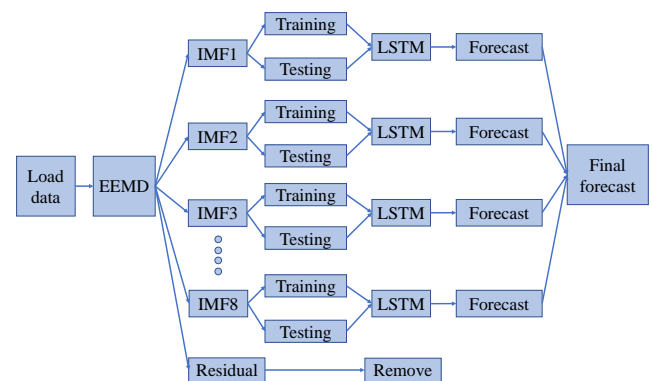 Load
data
EEMD
IMF1
Training
Testing
LSTM
Forecast
IMF2
Training
Testing
LSTM
Forecast
IMF3
Training
Testing
LSTM
Forecast
IMF8
Training
Testing
LSTM
Forecast
Residual
Remove
Final
forecast